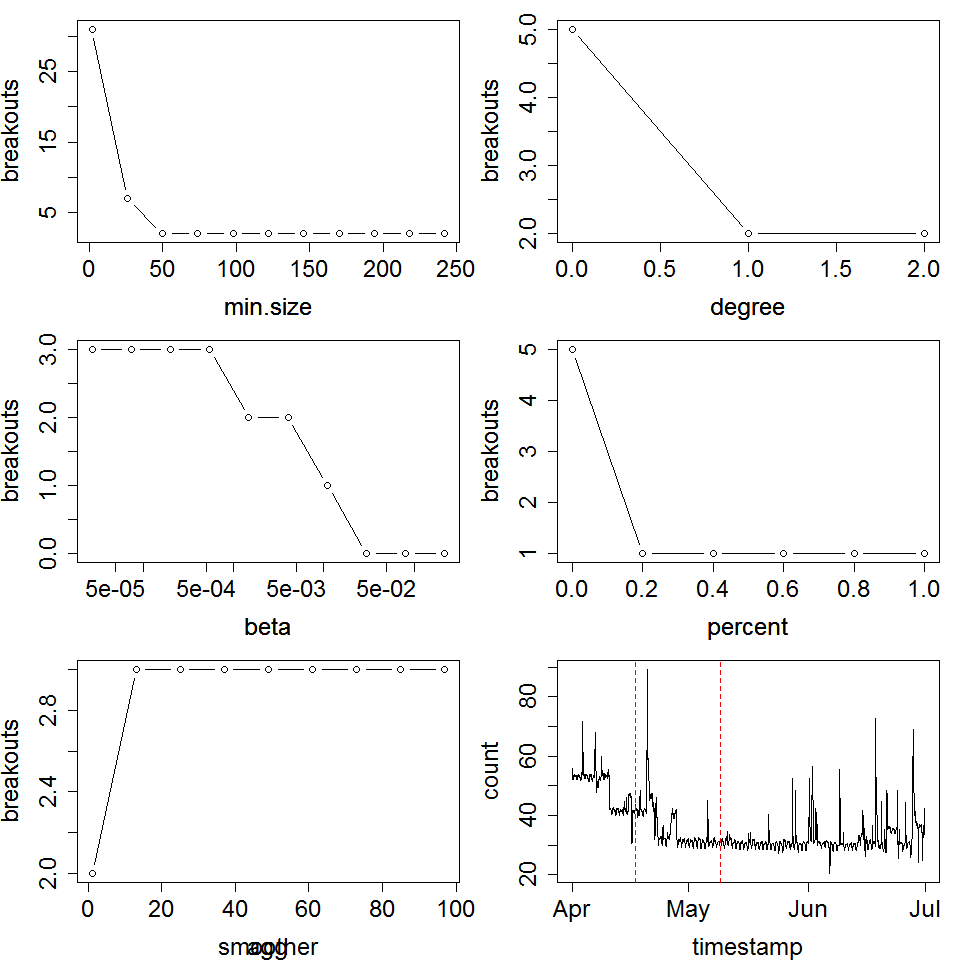 breakouts
5 15 25
0 50 100 150 200 250
min.size
breakouts
2.0 3.0 4.0 5.0
0.0 0.5 1.0 1.5 2.0
degree
breakouts
0.0 1.0 2.0 3.0
5e-05 5e-04 5e-03 5e-02
beta
breakouts
1 2 3 4 5
0.0 0.2 0.4 0.6 0.8 1.0
percent
breakouts
2.0 2.4 2.8
0 20 40 60 80 100
smoother
count
20 40 60 80
Apr May Jun Jul
timestamp